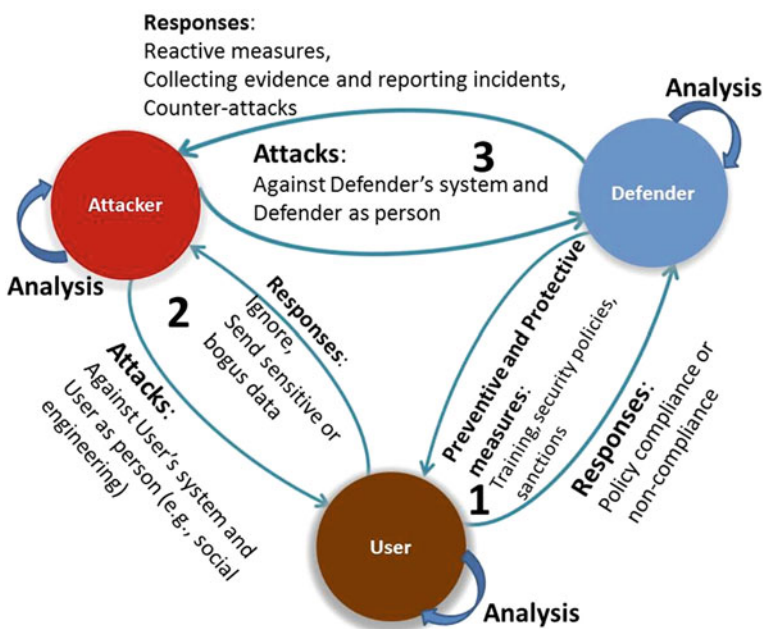 Responses:
Reactive measures,
Collecting evidence and reporting incidents,
Counter-attacks
Analysis
Attacks:
3
Against Defender's system and
Defender as person
Attacker
Defender
Analysis
2
Responses:
Ignore,
Send sensitive or
bogus data
Attacks:
Against User's system and
User as person (e.g., social
engineering)
Preventive and Protective
measures:
Training, security policies,
sanctions
1
Responses:
Policy compliance or
non-compliance
User
Analysis